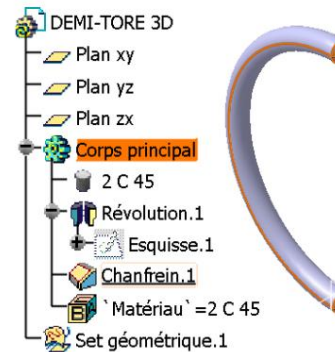 DEMI-TORE 3D
Plan xy
Plan yz
Plan zx
Corps principal
2 C 45
Révolution.1
Esquisse.1
Chanfrein.1
`Matériau`=2 C 45
Set géométrique.1